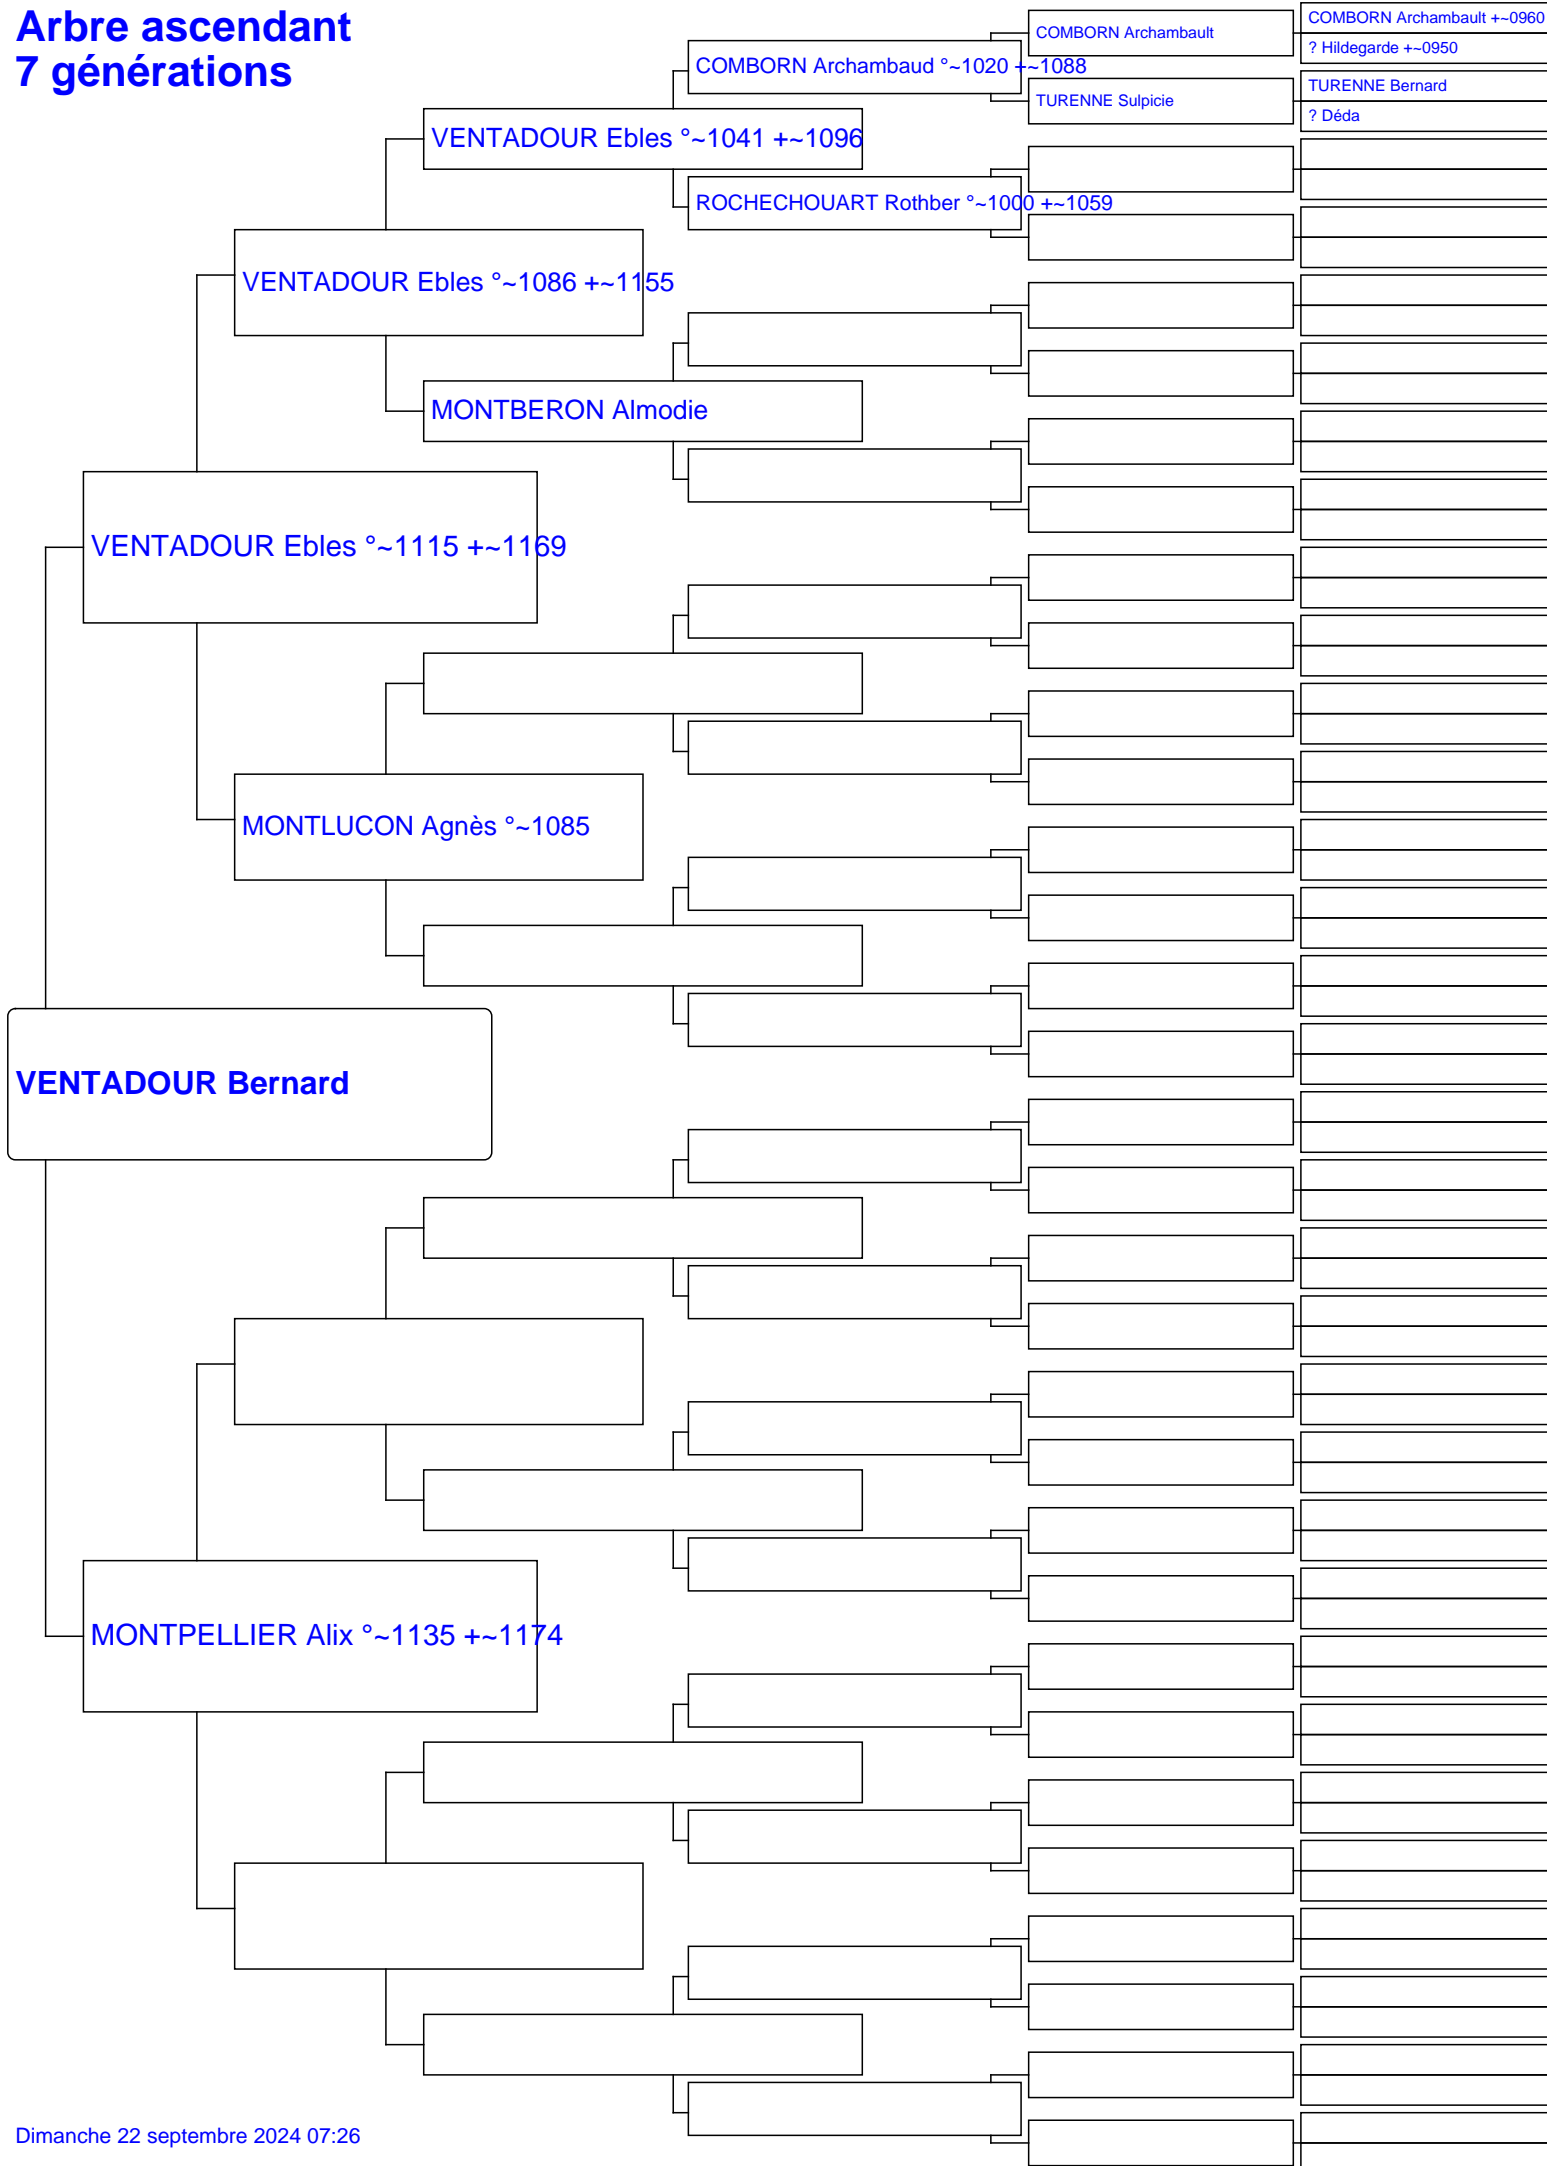 Arbre ascendant
7 générations
COMBORN Archambault +~0960
? Hildegarde +~0950
COMBORN Archambault
COMBORN Archambaud °~1020 +~1088
TURENNE Bernard
? Déda
TURENNE Sulpicie
VENTADOUR Ebles °~1041 +~1096
ROCHECHOUART Rothber °~1000 +~1059
VENTADOUR Ebles °~1086 +~1155
MONTBERON Almodie
VENTADOUR Ebles °~1115 +~1169
MONTLUCON Agnès °~1085
VENTADOUR Bernard
MONTPELLIER Alix °~1135 +~1174
Dimanche 22 septembre 2024 07:26